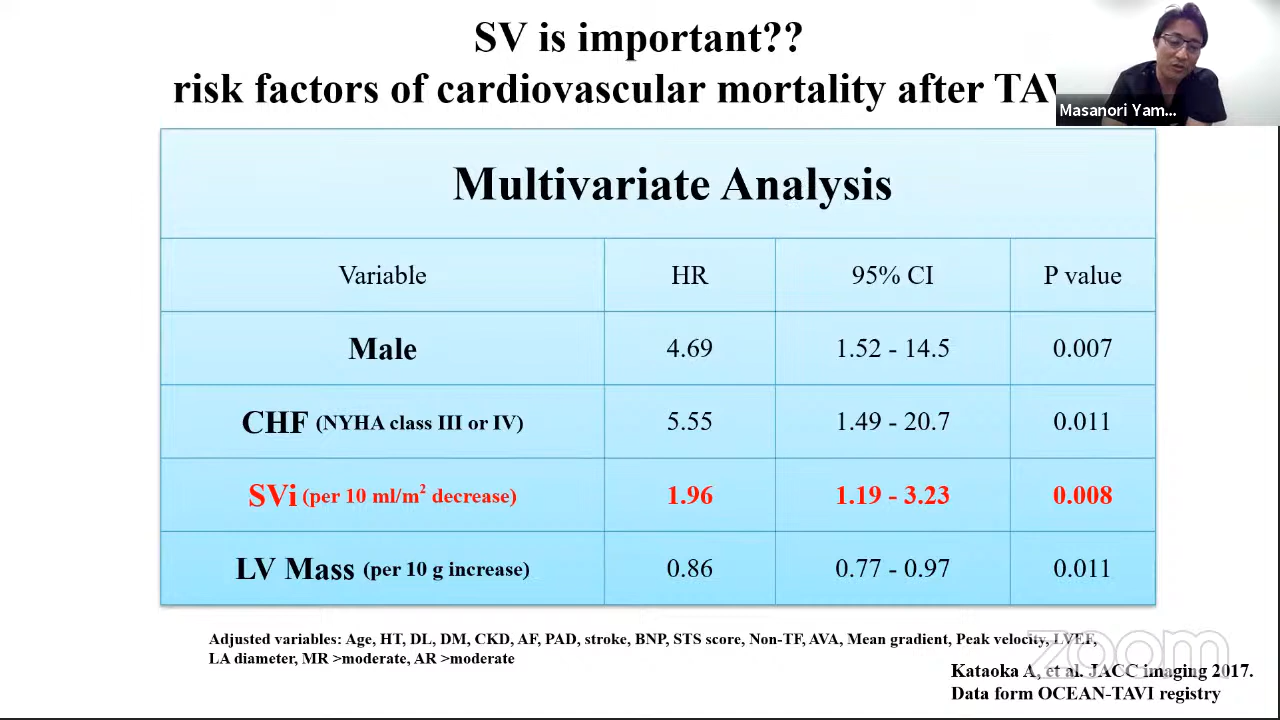 SV is important??
risk factors of cardiovascular mortality after TAV
Masanori Yam...
Multivariate Analysis
Variable HR 95% CI P value
Male 4.69 1.52 - 14.5 0.007
CHF (NYHA class III or IV) 5.55 1.49 - 20.7 0.011
SVi (per 10 ml/m² decrease) 1.96 1.19 - 3.23 0.008
LV Mass (per 10 g increase) 0.86 0.77 - 0.97 0.011
Adjusted variables: Age, HT, DL, DM, CKD, AF, PAD, stroke, BNP, STS score, Non-TF, AVA, Mean gradient, Peak velocity, LVEF,
LA diameter, MR >moderate, AR >moderate
zoom
Kataoka A, et al. JACC imaging 2017.
Data form OCEAN-TAVI registry